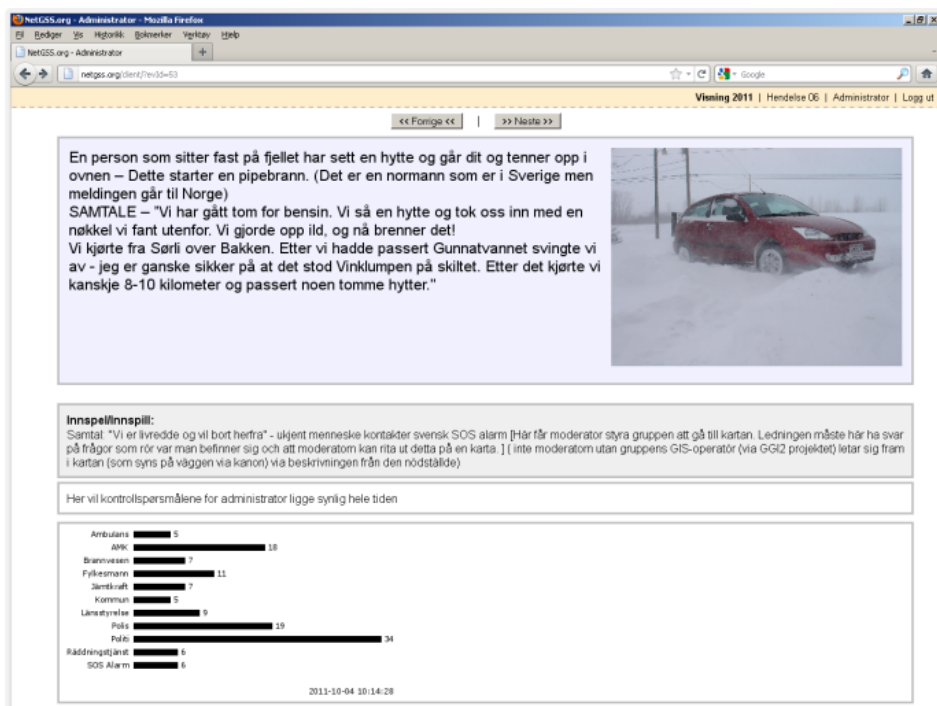 NetGSS.org - Administrator - Mozilla Firefox
Fil Rediger Vis Historikk Bokmerker Verktøy Hjelp
NetGSS.org - Administrator +
netgss.org/client/?evId=53 Google
Visning 2011 | Hendelse 06 | Administrator | Logg ut
<< Forrige << | >> Neste >>
En person som sitter fast på fjellet har sett en hytte og går dit og tenner opp i
ovnen – Dette starter en pipebrann. (Det er en normann som er i Sverige men
meldingen går til Norge)
SAMTALE – "Vi har gått tom for bensin. Vi så en hytte og tok oss inn med en
nøkkel vi fant utenfor. Vi gjorde opp ild, og nå brenner det!
Vi kjørte fra Sørli over Bakken. Etter vi hadde passert Gunnatvannet svingte vi
av - jeg er ganske sikker på at det stod Vinklumpen på skiltet. Etter det kjørte vi
kanskje 8-10 kilometer og passert noen tomme hytter."
Innspel/Innspill:
Samtal: "Vi er livredde og vil bort herfra" - ukjent menneske kontakter svensk SOS alarm [Här får moderator styra gruppen att gå till kartan. Ledningen måste här ha svar
på frågor som rör var man befinner sig och att moderatorn kan rita ut detta på en karta. ] ( inte moderatorn utan gruppens GIS-operatör (via GGI2 projektet) letar sig fram
i kartan (som syns på väggen via kanon) via beskrivningen från den nödställde)
Her vil kontrollspørsmålene for administrator ligge synlig hele tiden
Ambulans 5
AMK 18
Brannvesen 7
Fylkesmann 11
Jämtkraft 7
Kommun 5
Länsstyrelse 9
Polis 19
Politi 34
Räddningstjänst 6
SOS Alarm 6
2011-10-04 10:14:28